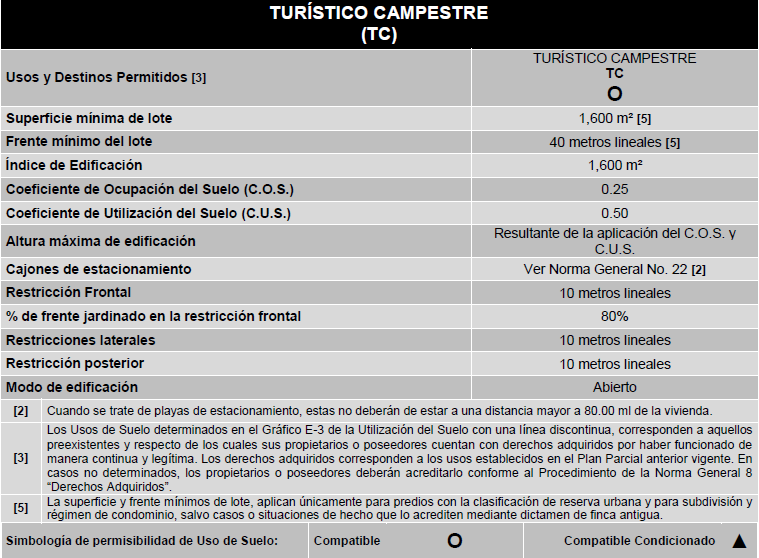 TURÍSTICO CAMPESTRE
(TC)
Usos y Destinos Permitidos [3]
TURÍSTICO CAMPESTRE
TC
O
Superficie mínima de lote 1,600 m² [5]
Frente mínimo del lote 40 metros lineales [5]
Índice de Edificación 1,600 m²
Coeficiente de Ocupación del Suelo (C.O.S.) 0.25
Coeficiente de Utilización del Suelo (C.U.S.) 0.50
Altura máxima de edificación Resultante de la aplicación del C.O.S. y
C.U.S.
Cajones de estacionamiento Ver Norma General No. 22 [2]
Restricción Frontal 10 metros lineales
% de frente jardinado en la restricción frontal 80%
Restricciones laterales 10 metros lineales
Restricción posterior 10 metros lineales
Modo de edificación Abierto
[2] Cuando se trate de playas de estacionamiento, estas no deberán de estar a una distancia mayor a 80.00 ml de la vivienda.
[3] Los Usos de Suelo determinados en el Gráfico E-3 de la Utilización del Suelo con una línea discontinua, corresponden a aquellos
preexistentes y respecto de los cuales sus propietarios o poseedores cuentan con derechos adquiridos por haber funcionado de
manera continua y legítima. Los derechos adquiridos corresponden a los usos establecidos en el Plan Parcial anterior vigente. En
casos no determinados, los propietarios o poseedores deberán acreditarlo conforme al Procedimiento de la Norma General 8
“Derechos Adquiridos”.
[5] La superficie y frente mínimos de lote, aplican únicamente para predios con la clasificación de reserva urbana y para subdivisión y
régimen de condominio, salvo casos o situaciones de hecho que lo acrediten mediante dictamen de finca antigua.
Simbología de permisibilidad de Uso de Suelo: Compatible O Compatible Condicionado ▲